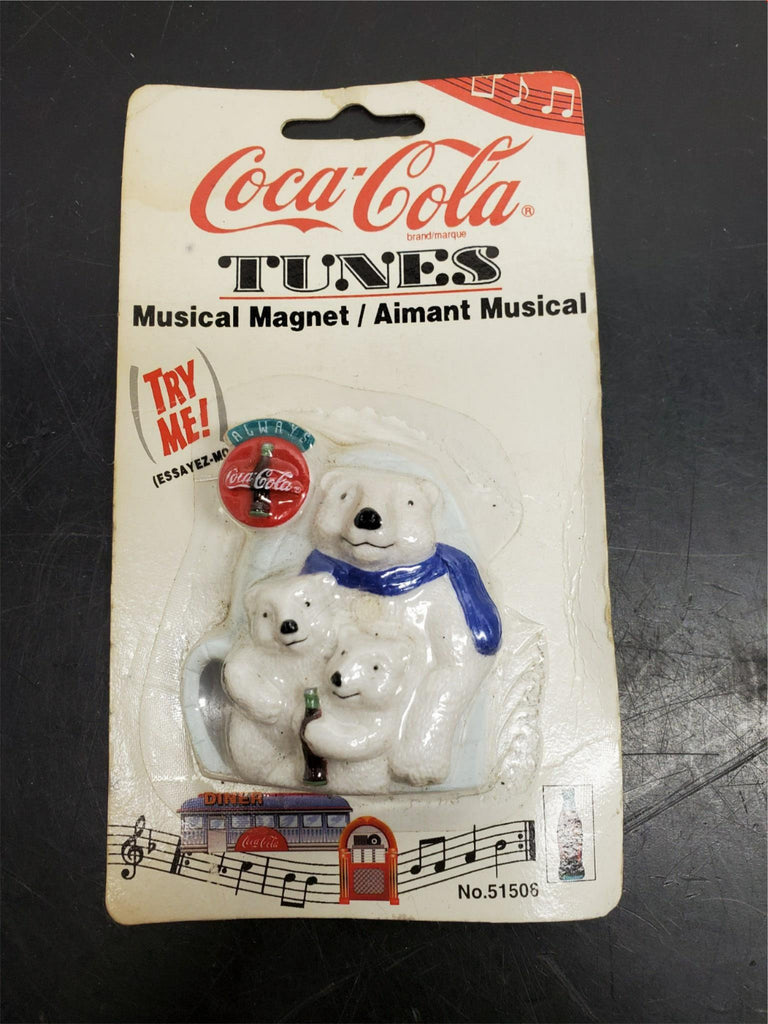 Coca-Cola®
brand/marque
TUNES
Musical Magnet / Aimant Musical
TRY
ME!
ALWAYS
Coca-Cola
DINER
Coca-Cola
No.51506